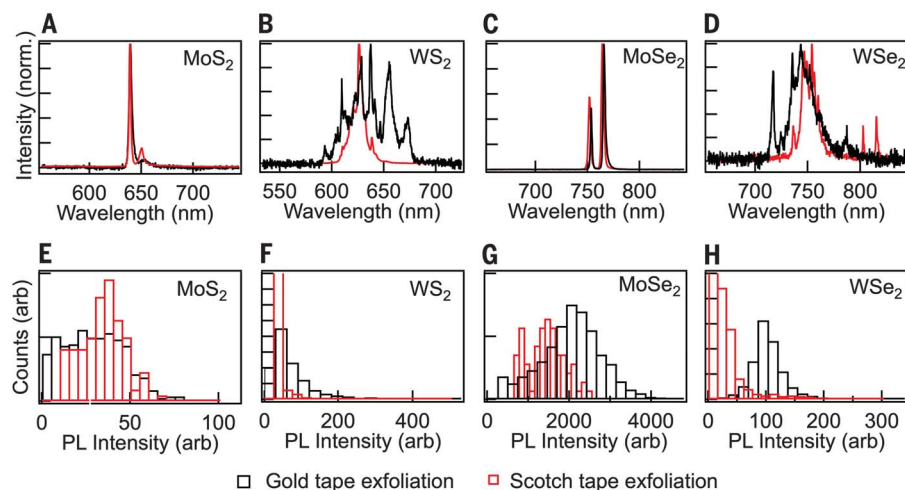 A
B
C
D
MoS2
WS2
MoSe2
WSe2
Intensity (norm.)
600 650 700
550 600 650 700
700 750 800
700 750 800
Wavelength (nm)
Wavelength (nm)
Wavelength (nm)
Wavelength (nm)
E
F
G
H
MoS2
WS2
MoSe2
WSe2
Counts (arb)
0 50 100
0 200 400
0 2000 4000
0 100 200 300
PL Intensity (arb)
PL Intensity (arb)
PL Intensity (arb)
PL Intensity (arb)
Gold tape exfoliation
Scotch tape exfoliation